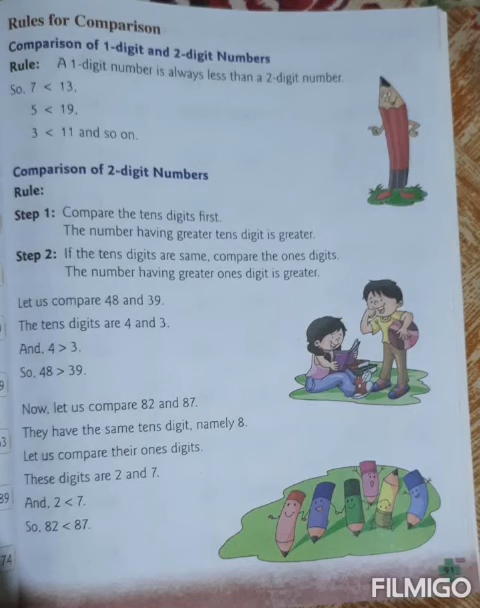 Rules for Comparison
Comparison of 1-digit and 2-digit Numbers
Rule: A 1-digit number is always less than a 2-digit number.
So, 7 < 13,
5 < 19,
3 < 11 and so on.
Comparison of 2-digit Numbers
Rule:
Step 1: Compare the tens digits first.
The number having greater tens digit is greater.
Step 2: If the tens digits are same, compare the ones digits.
The number having greater ones digit is greater.
Let us compare 48 and 39.
The tens digits are 4 and 3.
And, 4 > 3.
So, 48 > 39.
9
Now, let us compare 82 and 87.
They have the same tens digit, namely 8.
53
Let us compare their ones digits.
These digits are 2 and 7.
89
And, 2 < 7.
So, 82 < 87.
74
91
FILMIGO